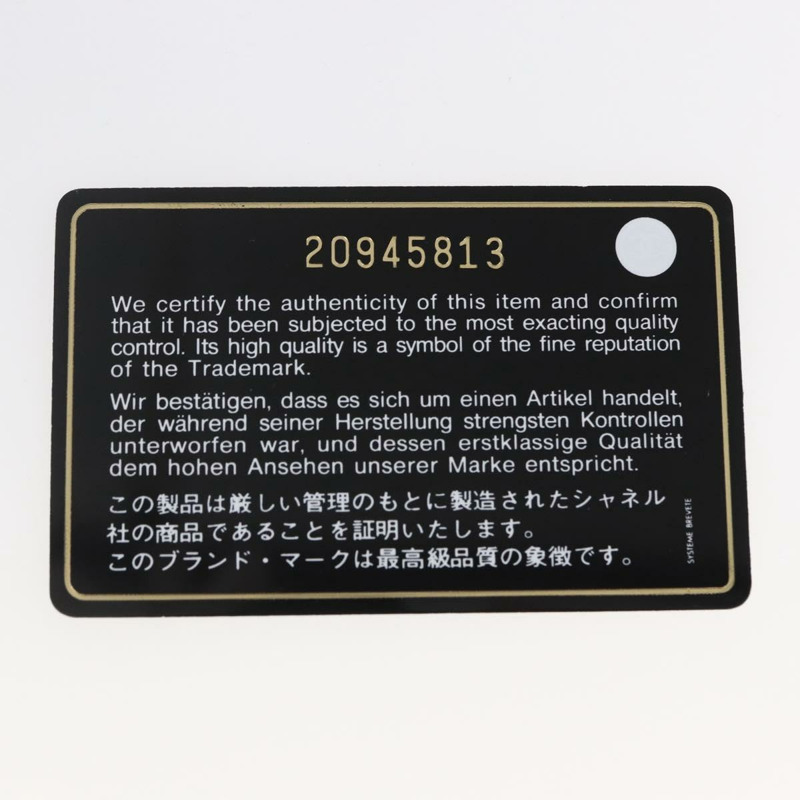 20945813
We certify the authenticity of this item and confirm
that it has been subjected to the most exacting quality
control. Its high quality is a symbol of the fine reputation
of the Trademark.
Wir bestätigen, dass es sich um einen Artikel handelt,
der während seiner Herstellung strengsten Kontrollen
unterworfen war, und dessen erstklassige Qualität
dem hohen Ansehen unserer Marke entspricht.
この製品は厳しい管理のもとに製造されたシャネル
社の商品であることを証明いたします。
このブランド・マークは最高級品質の象徴です。
SYSTEME BREVETE